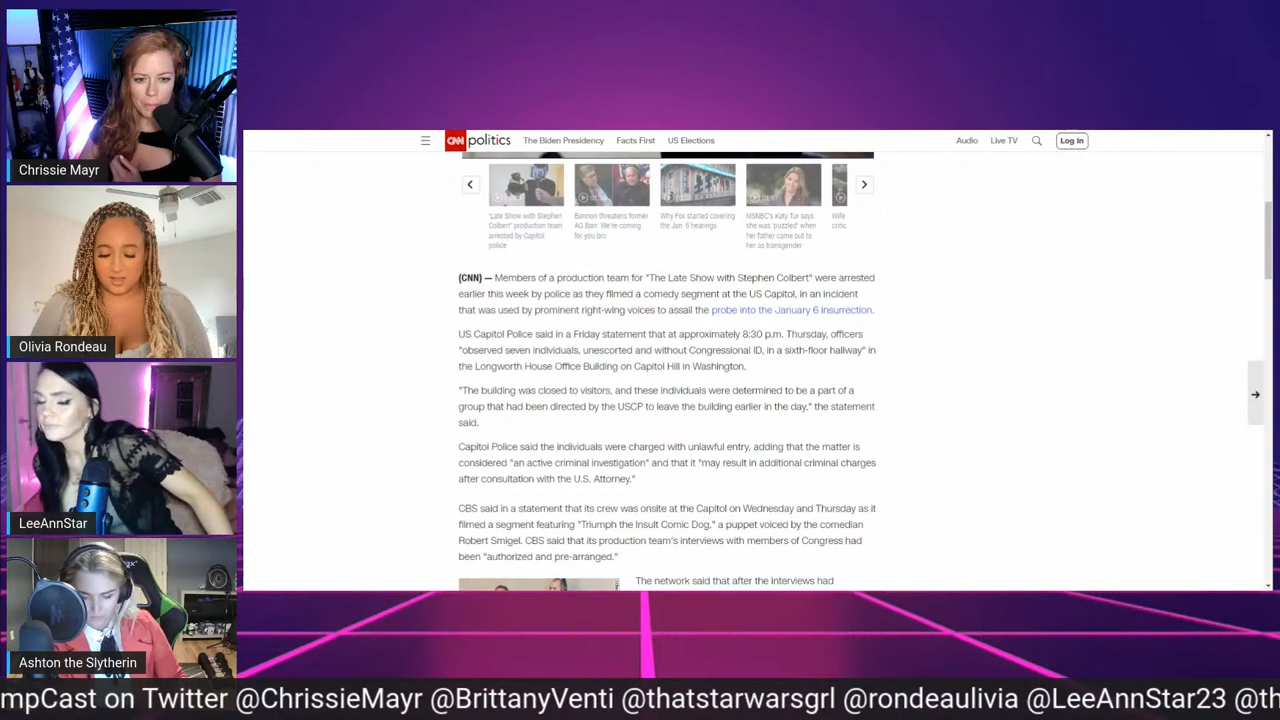 Chrissie Mayr
Olivia Rondeau
LeeAnnStar
Ashton the Slytherin
CNN politics The Biden Presidency Facts First US Elections Audio Live TV Log In
'Late Show with Stephen Colbert' production team arrested by Capitol police
Bannon threatens former AG Barr: We're coming for you bro
Why Fox started covering the Jan. 6 hearings
MSNBC's Katy Tur says she was 'puzzled' when her father came out to her as transgender
Wife critic
(CNN) — Members of a production team for "The Late Show with Stephen Colbert" were arrested
earlier this week by police as they filmed a comedy segment at the US Capitol, in an incident
that was used by prominent right-wing voices to assail the probe into the January 6 insurrection.
US Capitol Police said in a Friday statement that at approximately 8:30 p.m. Thursday, officers
"observed seven individuals, unescorted and without Congressional ID, in a sixth-floor hallway" in
the Longworth House Office Building on Capitol Hill in Washington.
"The building was closed to visitors, and these individuals were determined to be a part of a
group that had been directed by the USCP to leave the building earlier in the day," the statement
said.
Capitol Police said the individuals were charged with unlawful entry, adding that the matter is
considered "an active criminal investigation" and that it "may result in additional criminal charges
after consultation with the U.S. Attorney."
CBS said in a statement that its crew was onsite at the Capitol on Wednesday and Thursday as it
filmed a segment featuring "Triumph the Insult Comic Dog," a puppet voiced by the comedian
Robert Smigel. CBS said that its production team's interviews with members of Congress had
been "authorized and pre-arranged."
The network said that after the interviews had
mpCast on Twitter @ChrissieMayr @BrittanyVenti @thatstarwarsgrl @rondeaulivia @LeeAnnStar23 @th